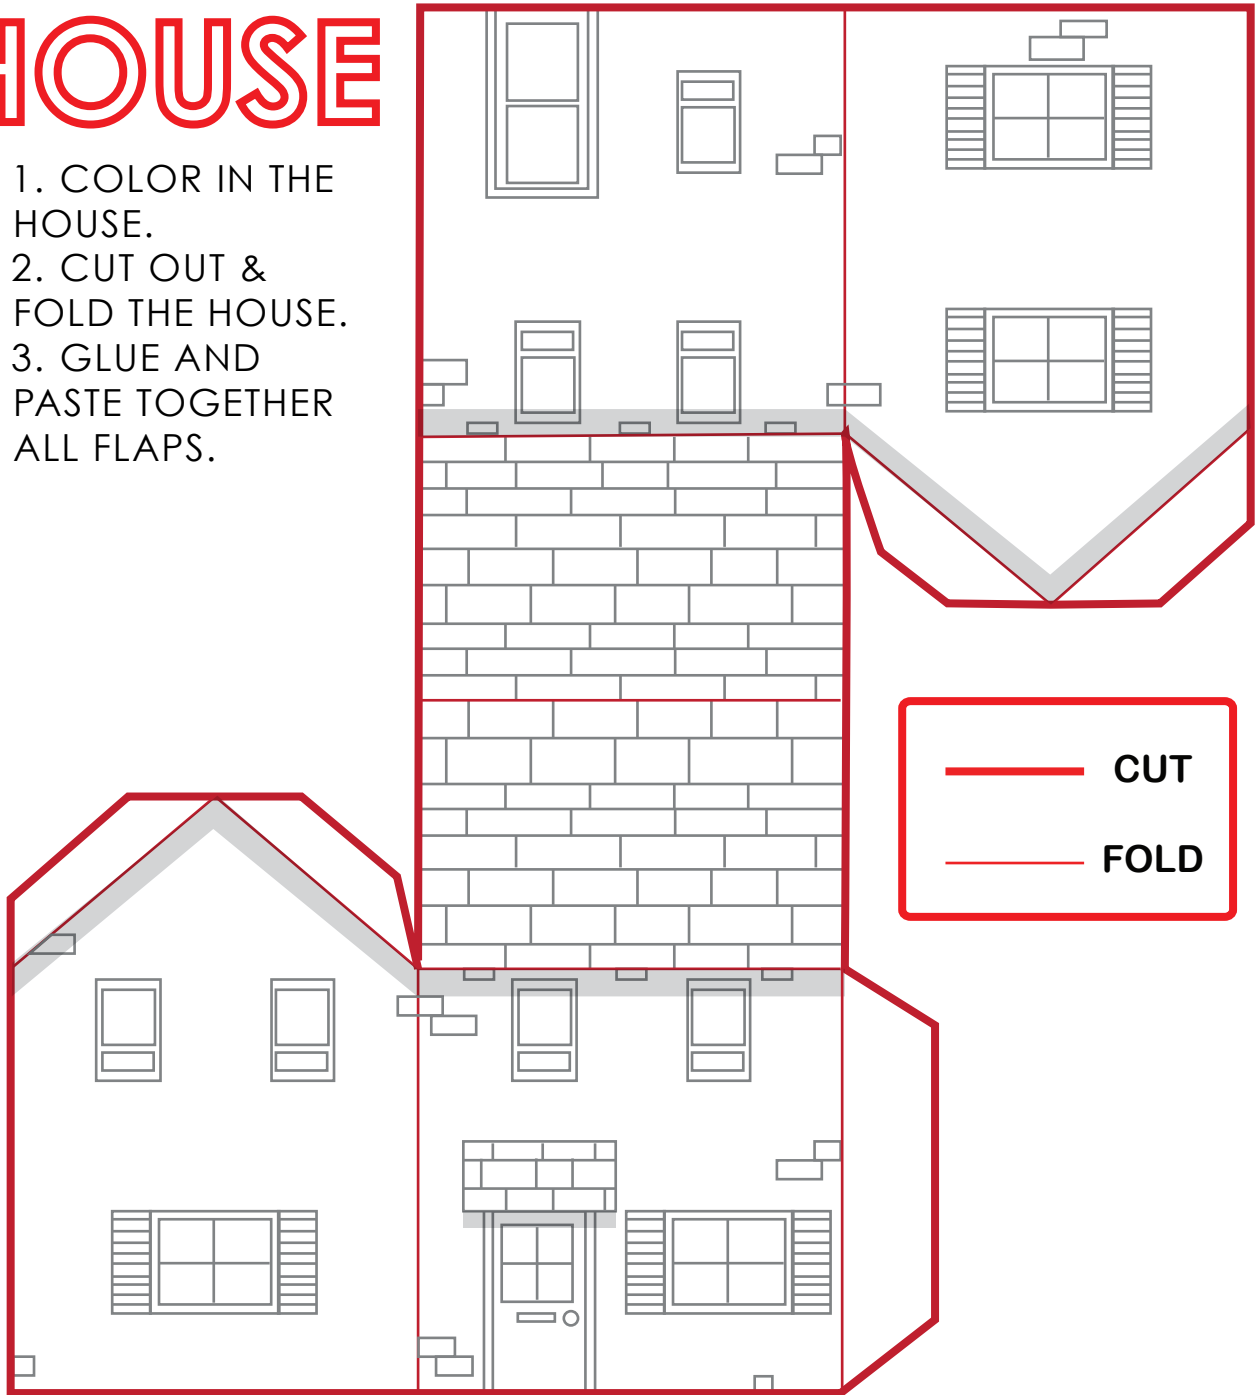 HOUSE
1. COLOR IN THE
HOUSE.
2. CUT OUT &
FOLD THE HOUSE.
3. GLUE AND
PASTE TOGETHER
ALL FLAPS.
CUT
FOLD